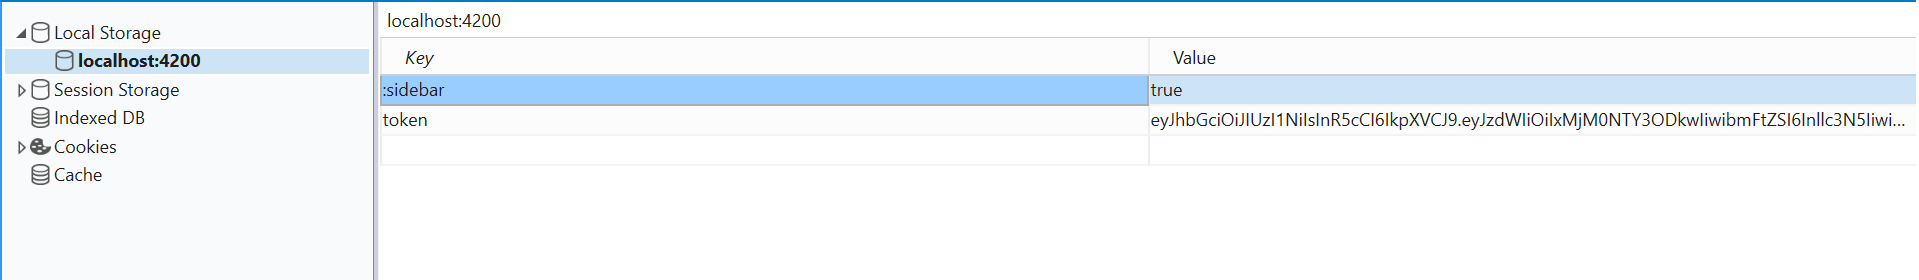 Local Storage
localhost:4200
Session Storage
Indexed DB
Cookies
Cache
localhost:4200
Key Value
:sidebar true
token eyJhbGciOiJIUzI1NiIsInR5cCI6IkpXVCJ9.eyJzdWIiOiIxMjM0NTY3ODkwIiwibmFtZSI6Inllc3N5Iiwi...